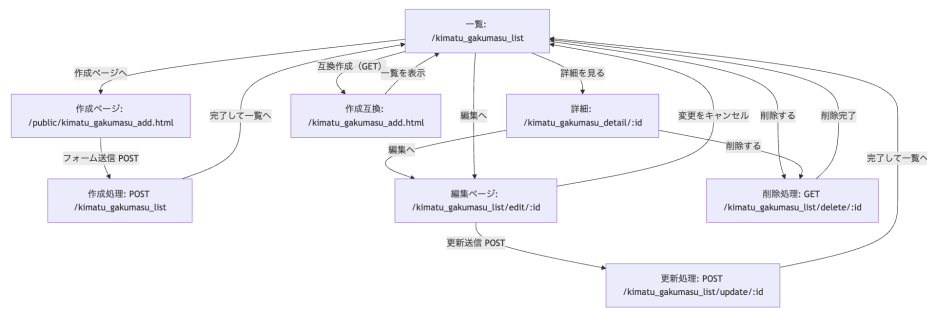 一覧:
/kimatu_gakumasu_list
互換作成（GET）
一覧を表示
作成ページへ
詳細を見る
作成ページ:
/public/kimatu_gakumasu_add.html
完了して一覧へ
作成互換:
/kimatu_gakumasu_add.html
編集へ
詳細:
/kimatu_gakumasu_detail/:id
変更をキャンセル
削除する
削除完了
フォーム送信 POST
編集へ
削除する
完了して一覧へ
作成処理: POST
/kimatu_gakumasu_list
編集ページ:
/kimatu_gakumasu_list/edit/:id
削除処理: GET
/kimatu_gakumasu_list/delete/:id
更新送信 POST
更新処理: POST
/kimatu_gakumasu_list/update/:id